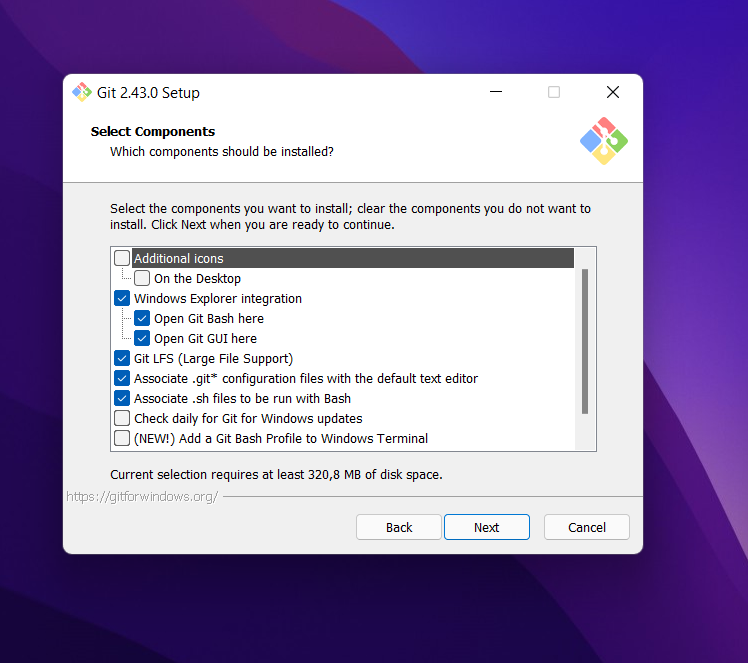 Git 2.43.0 Setup
Select Components
Which components should be installed?
Select the components you want to install; clear the components you do not want to
install. Click Next when you are ready to continue.
Additional icons
On the Desktop
Windows Explorer integration
Open Git Bash here
Open Git GUI here
Git LFS (Large File Support)
Associate .git* configuration files with the default text editor
Associate .sh files to be run with Bash
Check daily for Git for Windows updates
(NEW!) Add a Git Bash Profile to Windows Terminal
Current selection requires at least 320,8 MB of disk space.
https://gitforwindows.org/
Back Next Cancel